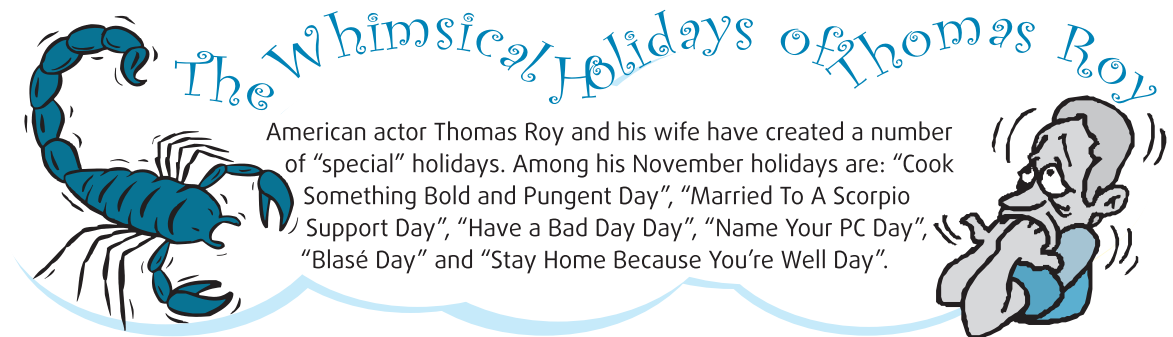 The Whimsical Holidays of Thomas Roy
American actor Thomas Roy and his wife have created a number
of “special” holidays. Among his November holidays are: “Cook
Something Bold and Pungent Day”, “Married To A Scorpio
Support Day”, “Have a Bad Day Day”, “Name Your PC Day”,
“Blasé Day” and “Stay Home Because You’re Well Day”.